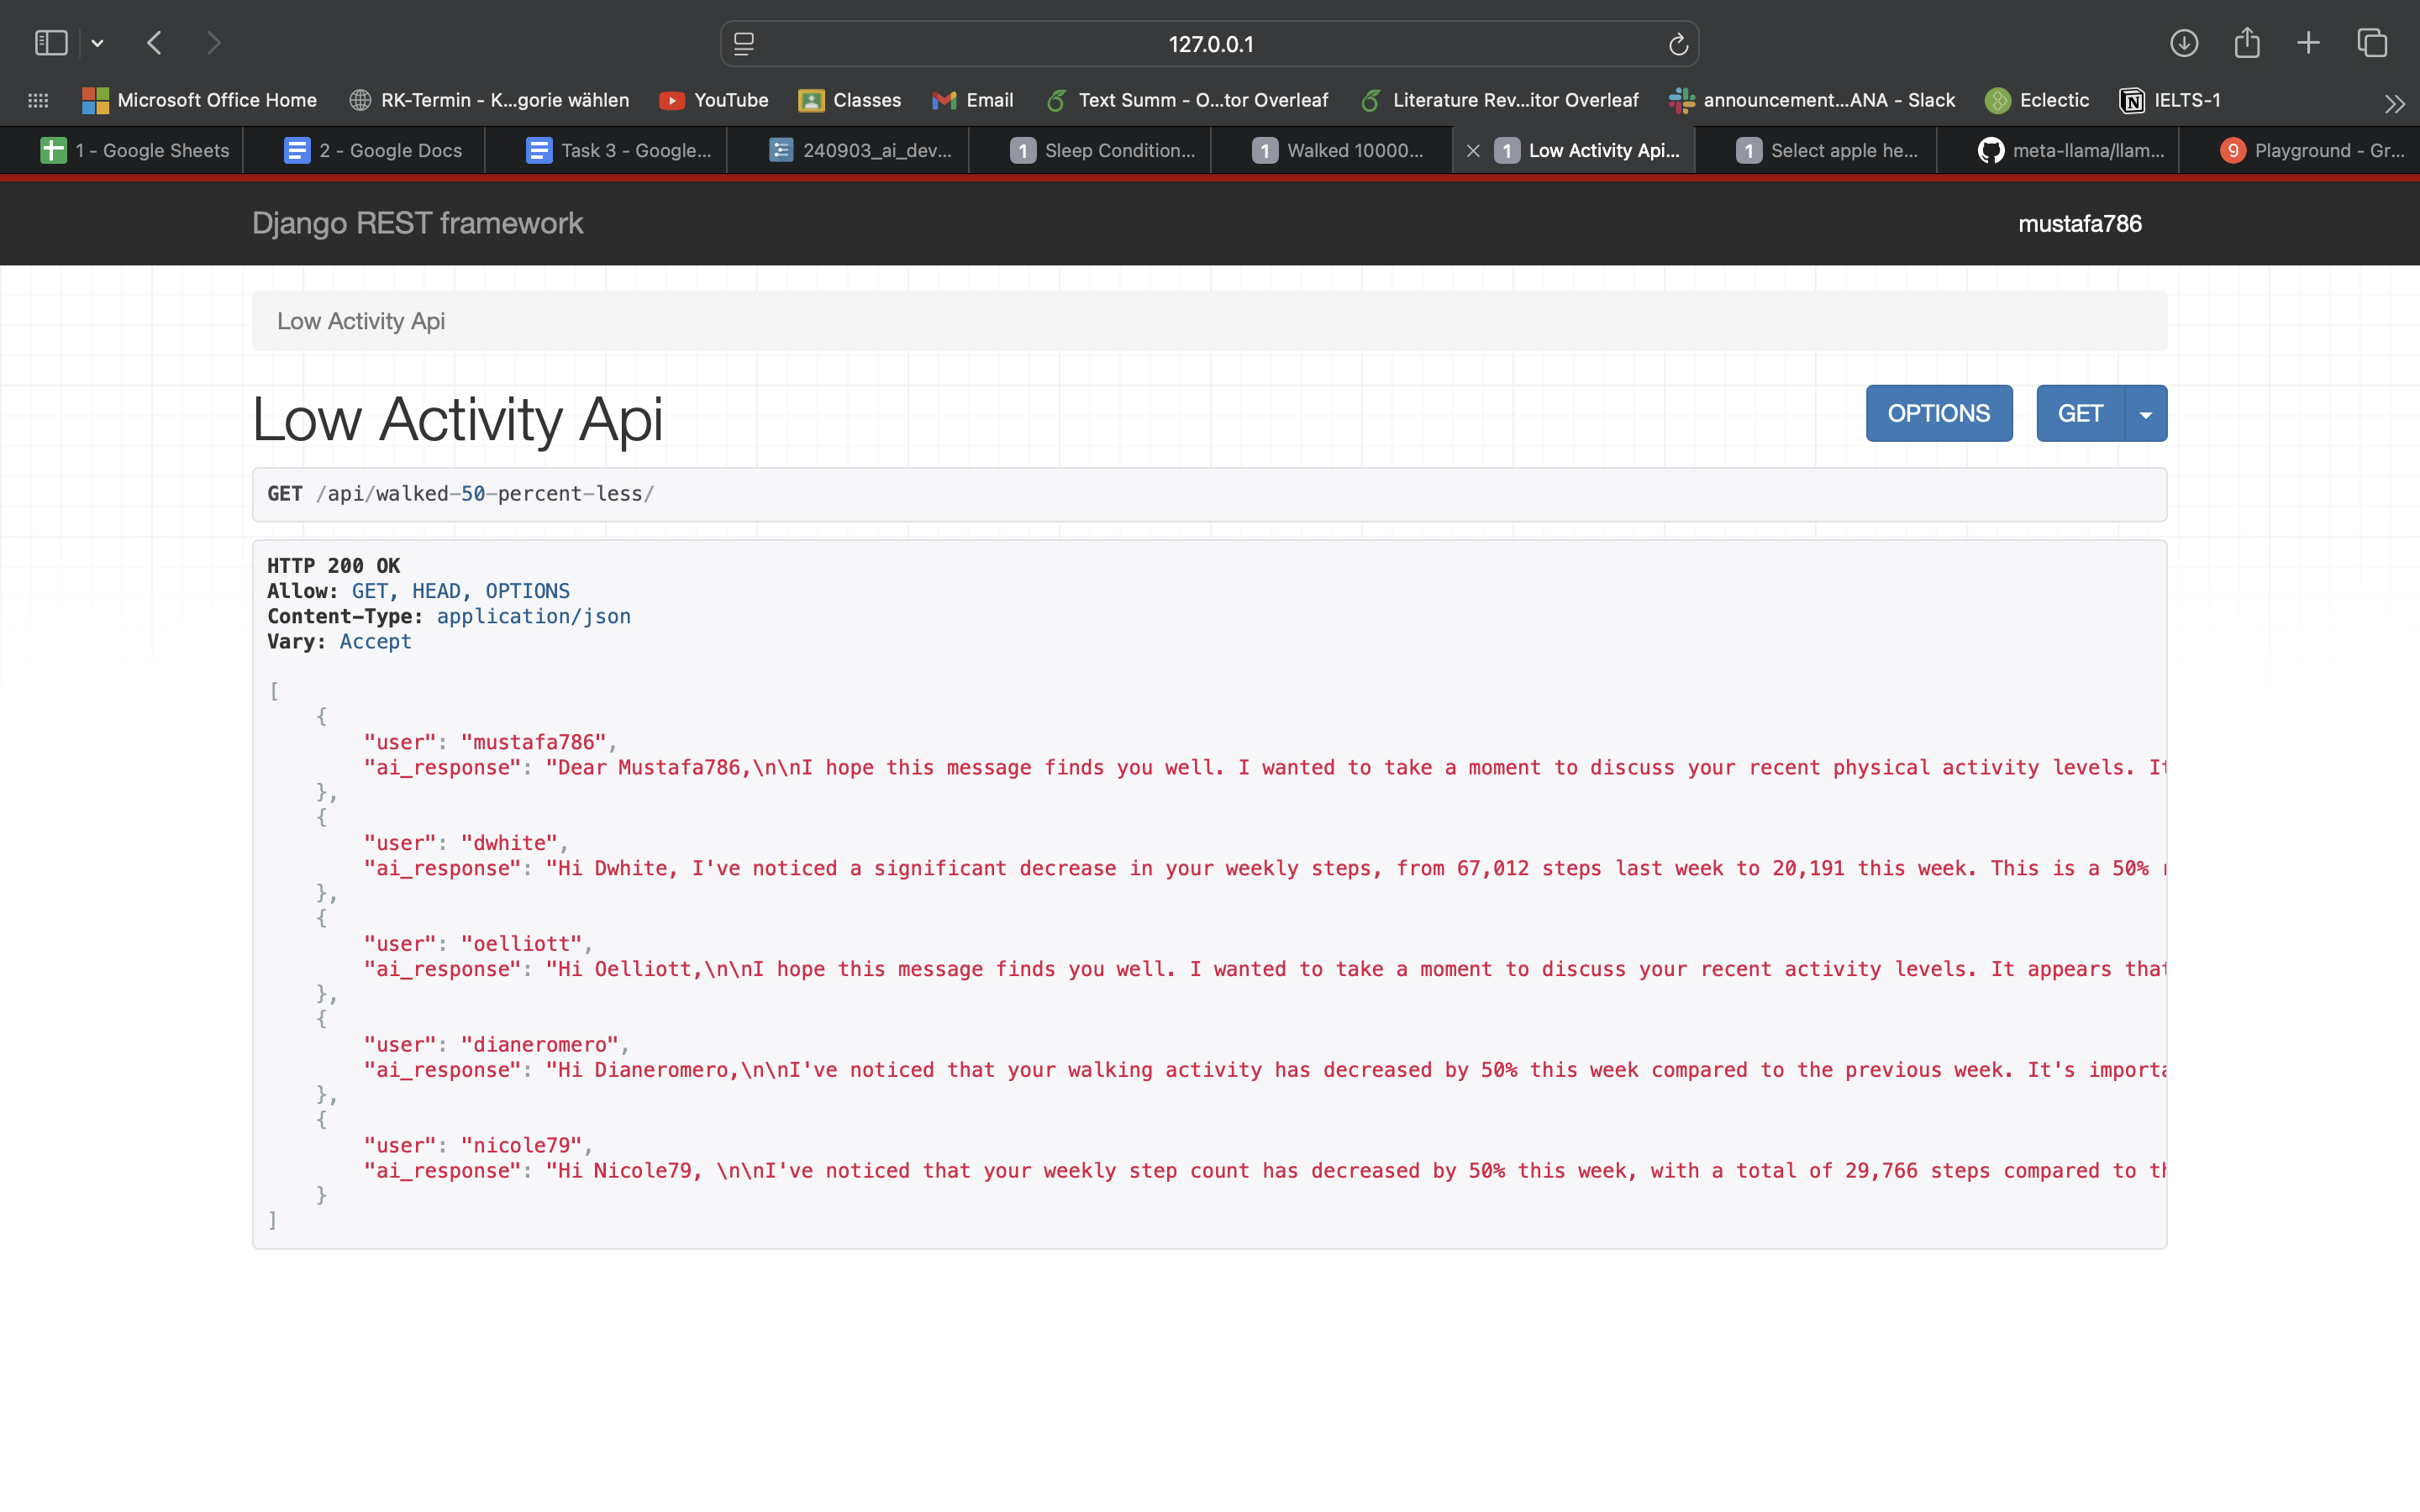 127.0.0.1
Microsoft Office Home RK-Termin - K...gorie wählen YouTube Classes Email Text Summ - O...tor Overleaf Literature Rev...itor Overleaf announcement...ANA - Slack Eclectic IELTS-1
1 - Google Sheets 2 - Google Docs Task 3 - Google... 240903_ai_dev... 1 Sleep Condition... 1 Walked 10000... 1 Low Activity Api... 1 Select apple he... meta-llama/llam... 9 Playground - Gr...
Django REST framework mustafa786
Low Activity Api
Low Activity Api OPTIONS GET
GET /api/walked-50-percent-less/
HTTP 200 OK
Allow: GET, HEAD, OPTIONS
Content-Type: application/json
Vary: Accept
[
{
"user": "mustafa786",
"ai_response": "Dear Mustafa786,\n\nI hope this message finds you well. I wanted to take a moment to discuss your recent physical activity levels. It
},
{
"user": "dwhite",
"ai_response": "Hi Dwhite, I've noticed a significant decrease in your weekly steps, from 67,012 steps last week to 20,191 this week. This is a 50%
},
{
"user": "oelliott",
"ai_response": "Hi Oelliott,\n\nI hope this message finds you well. I wanted to take a moment to discuss your recent activity levels. It appears that
},
{
"user": "dianeromero",
"ai_response": "Hi Dianeromero,\n\nI've noticed that your walking activity has decreased by 50% this week compared to the previous week. It's importa
},
{
"user": "nicole79",
"ai_response": "Hi Nicole79, \n\nI've noticed that your weekly step count has decreased by 50% this week, with a total of 29,766 steps compared to th
}
]